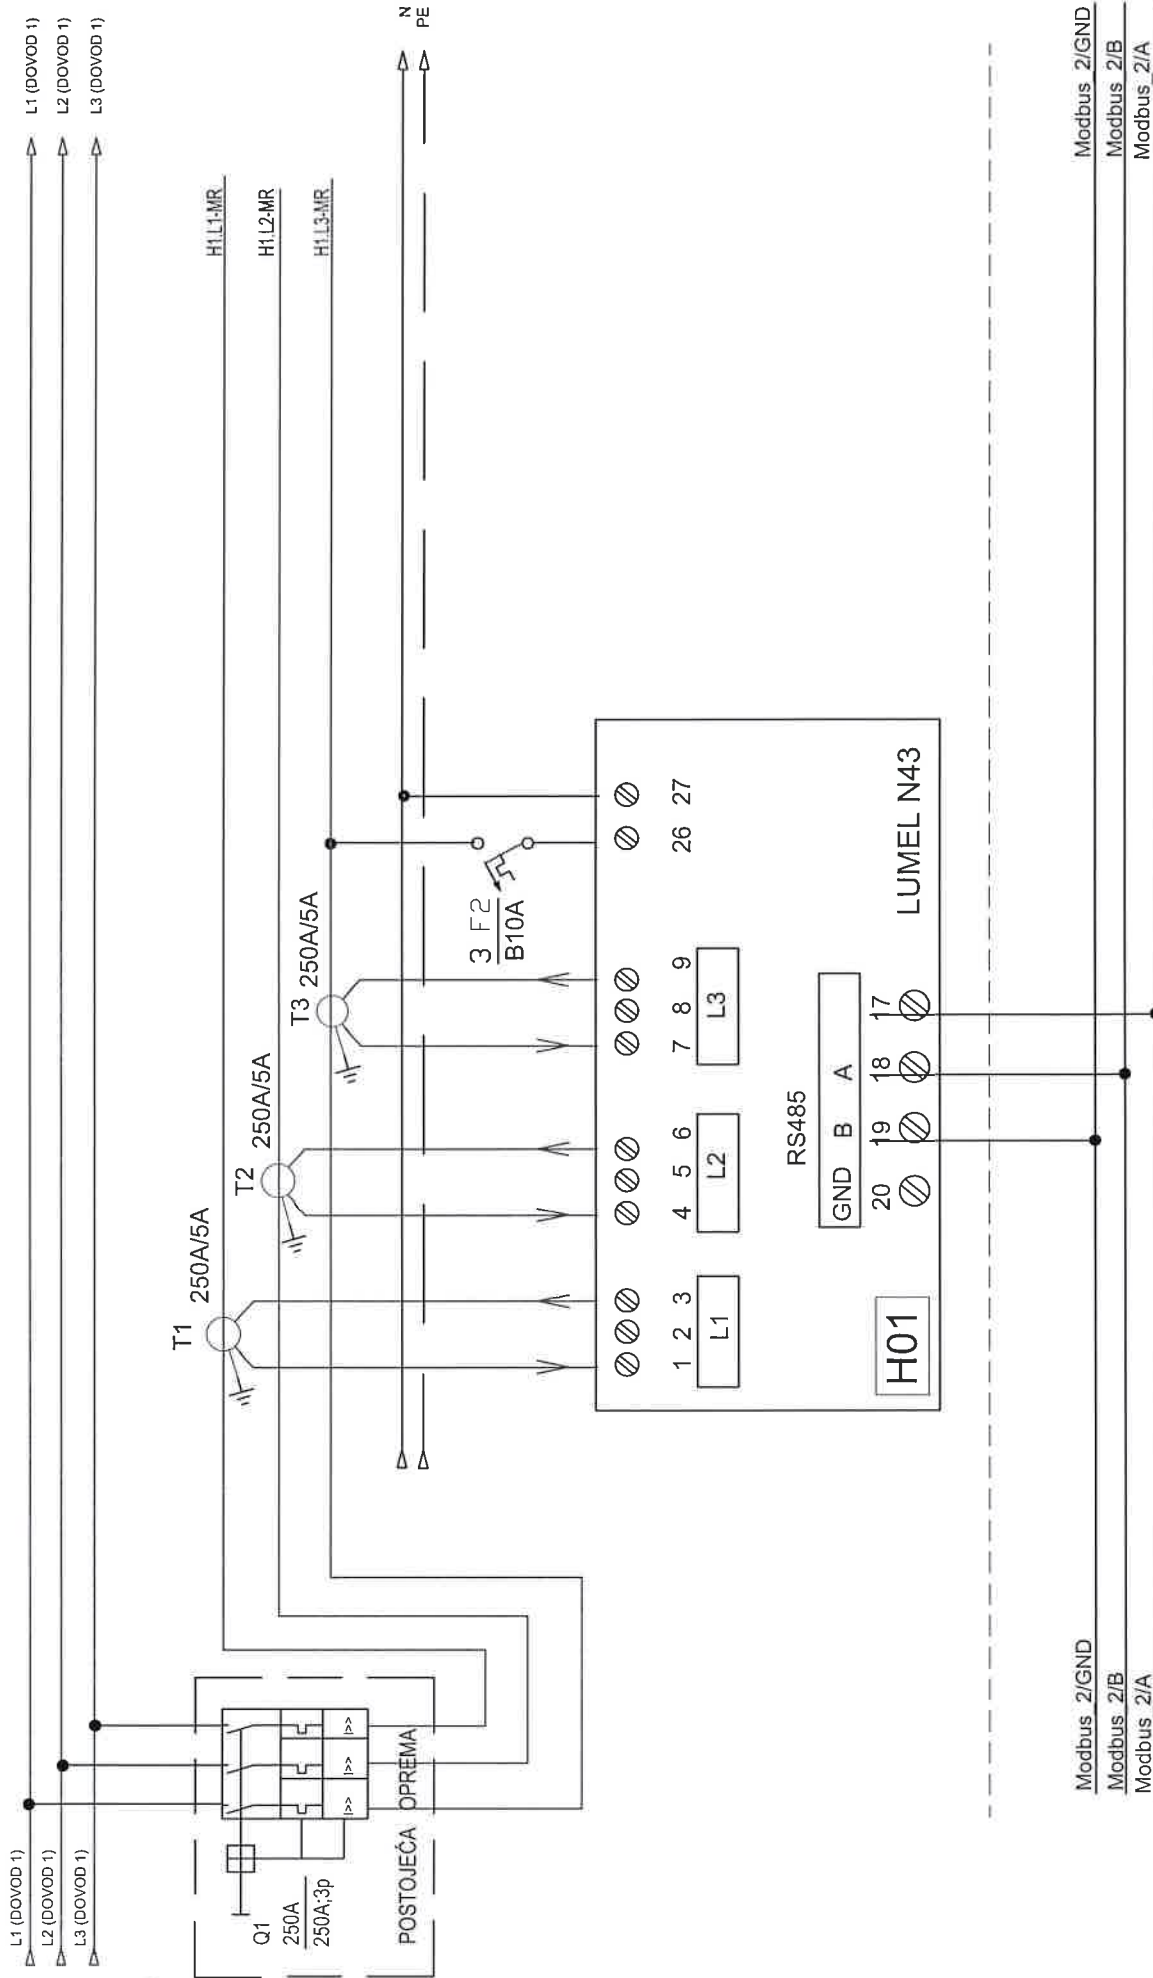 L1 (DOVOD 1)
L1 (DOVOD 1)
L2 (DOVOD 1)
L2 (DOVOD 1)
L3 (DOVOD 1)
L3 (DOVOD 1)
Q1
250A
250A;3p
I>>
I>>
I>>
POSTOJEĆA OPREMA
H1.L1-MR
H1.L2-MR
H1.L3-MR
T1
250A/5A
T2
250A/5A
T3
250A/5A
N
PE
3 F2
B10A
1 2 3
4 5 6
7 8 9
26 27
L1
L2
L3
RS485
GND B A
20 19 18 17
H01
LUMEL N43
Modbus_2/GND
Modbus_2/GND
Modbus_2/B
Modbus_2/B
Modbus_2/A
Modbus_2/A